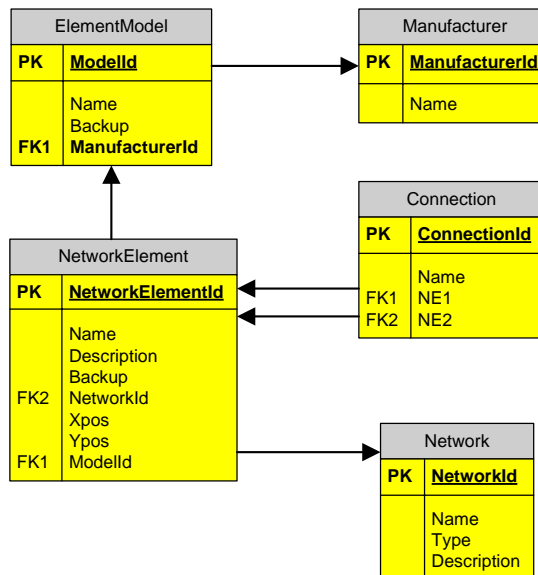 ElementModel
PK ModelId
Name
Backup
FK1 ManufacturerId
Manufacturer
PK ManufacturerId
Name
Connection
PK ConnectionId
Name
FK1 NE1
FK2 NE2
NetworkElement
PK NetworkElementId
Name
Description
Backup
FK2 NetworkId
Xpos
Ypos
FK1 ModelId
Network
PK NetworkId
Name
Type
Description